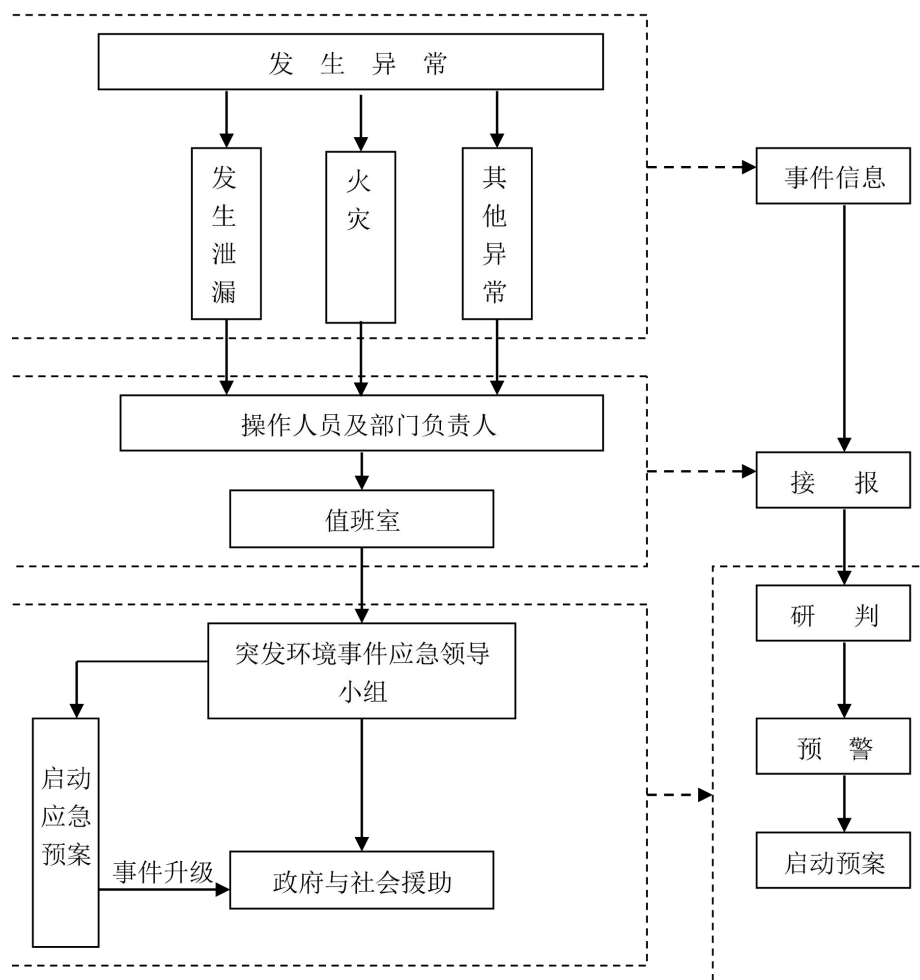 发 生 异 常
发生泄漏
火灾
其他异常
事件信息
操作人员及部门负责人
接 报
值班室
研 判
突发环境事件应急领导
小组
预 警
启动
应急
预案
事件升级
政府与社会援助
启动预案